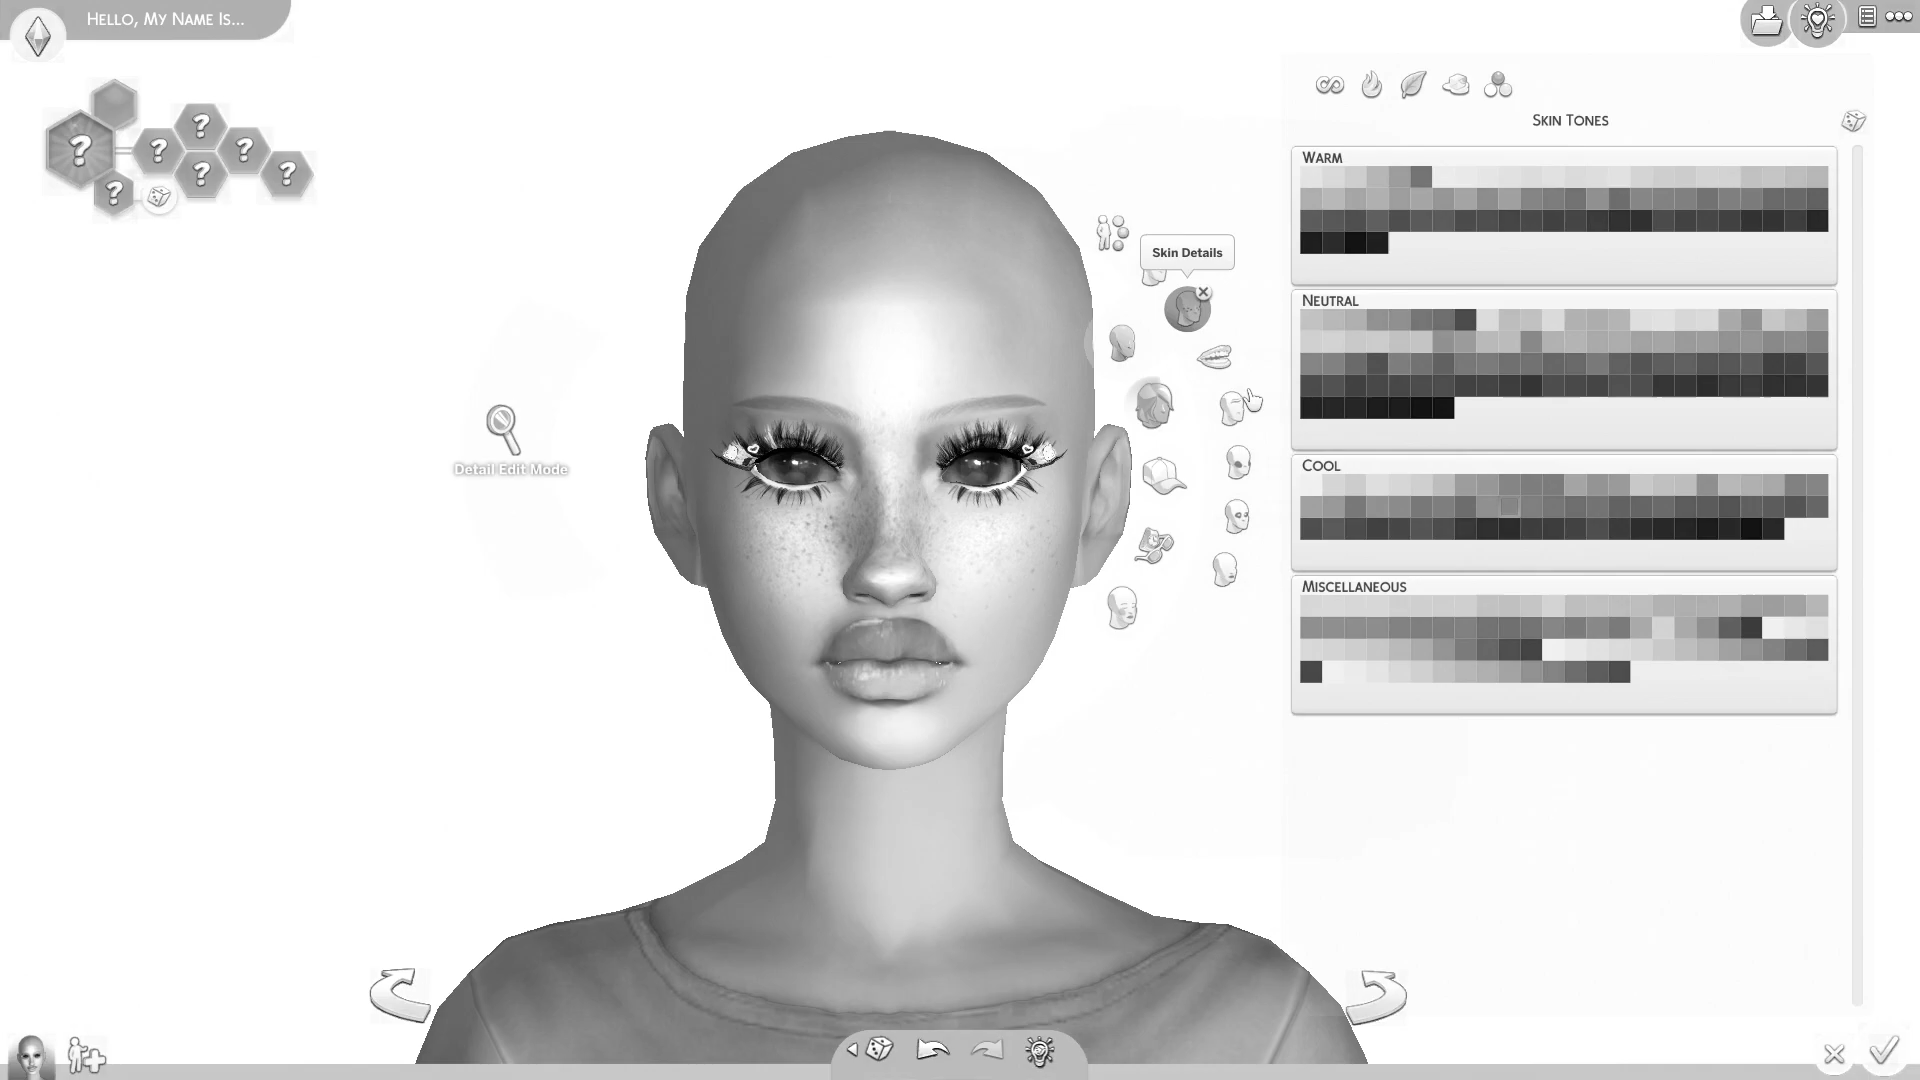 Hello, My Name Is...
Skin Tones
Warm
Skin Details
Neutral
Detail Edit Mode
Cool
Miscellaneous